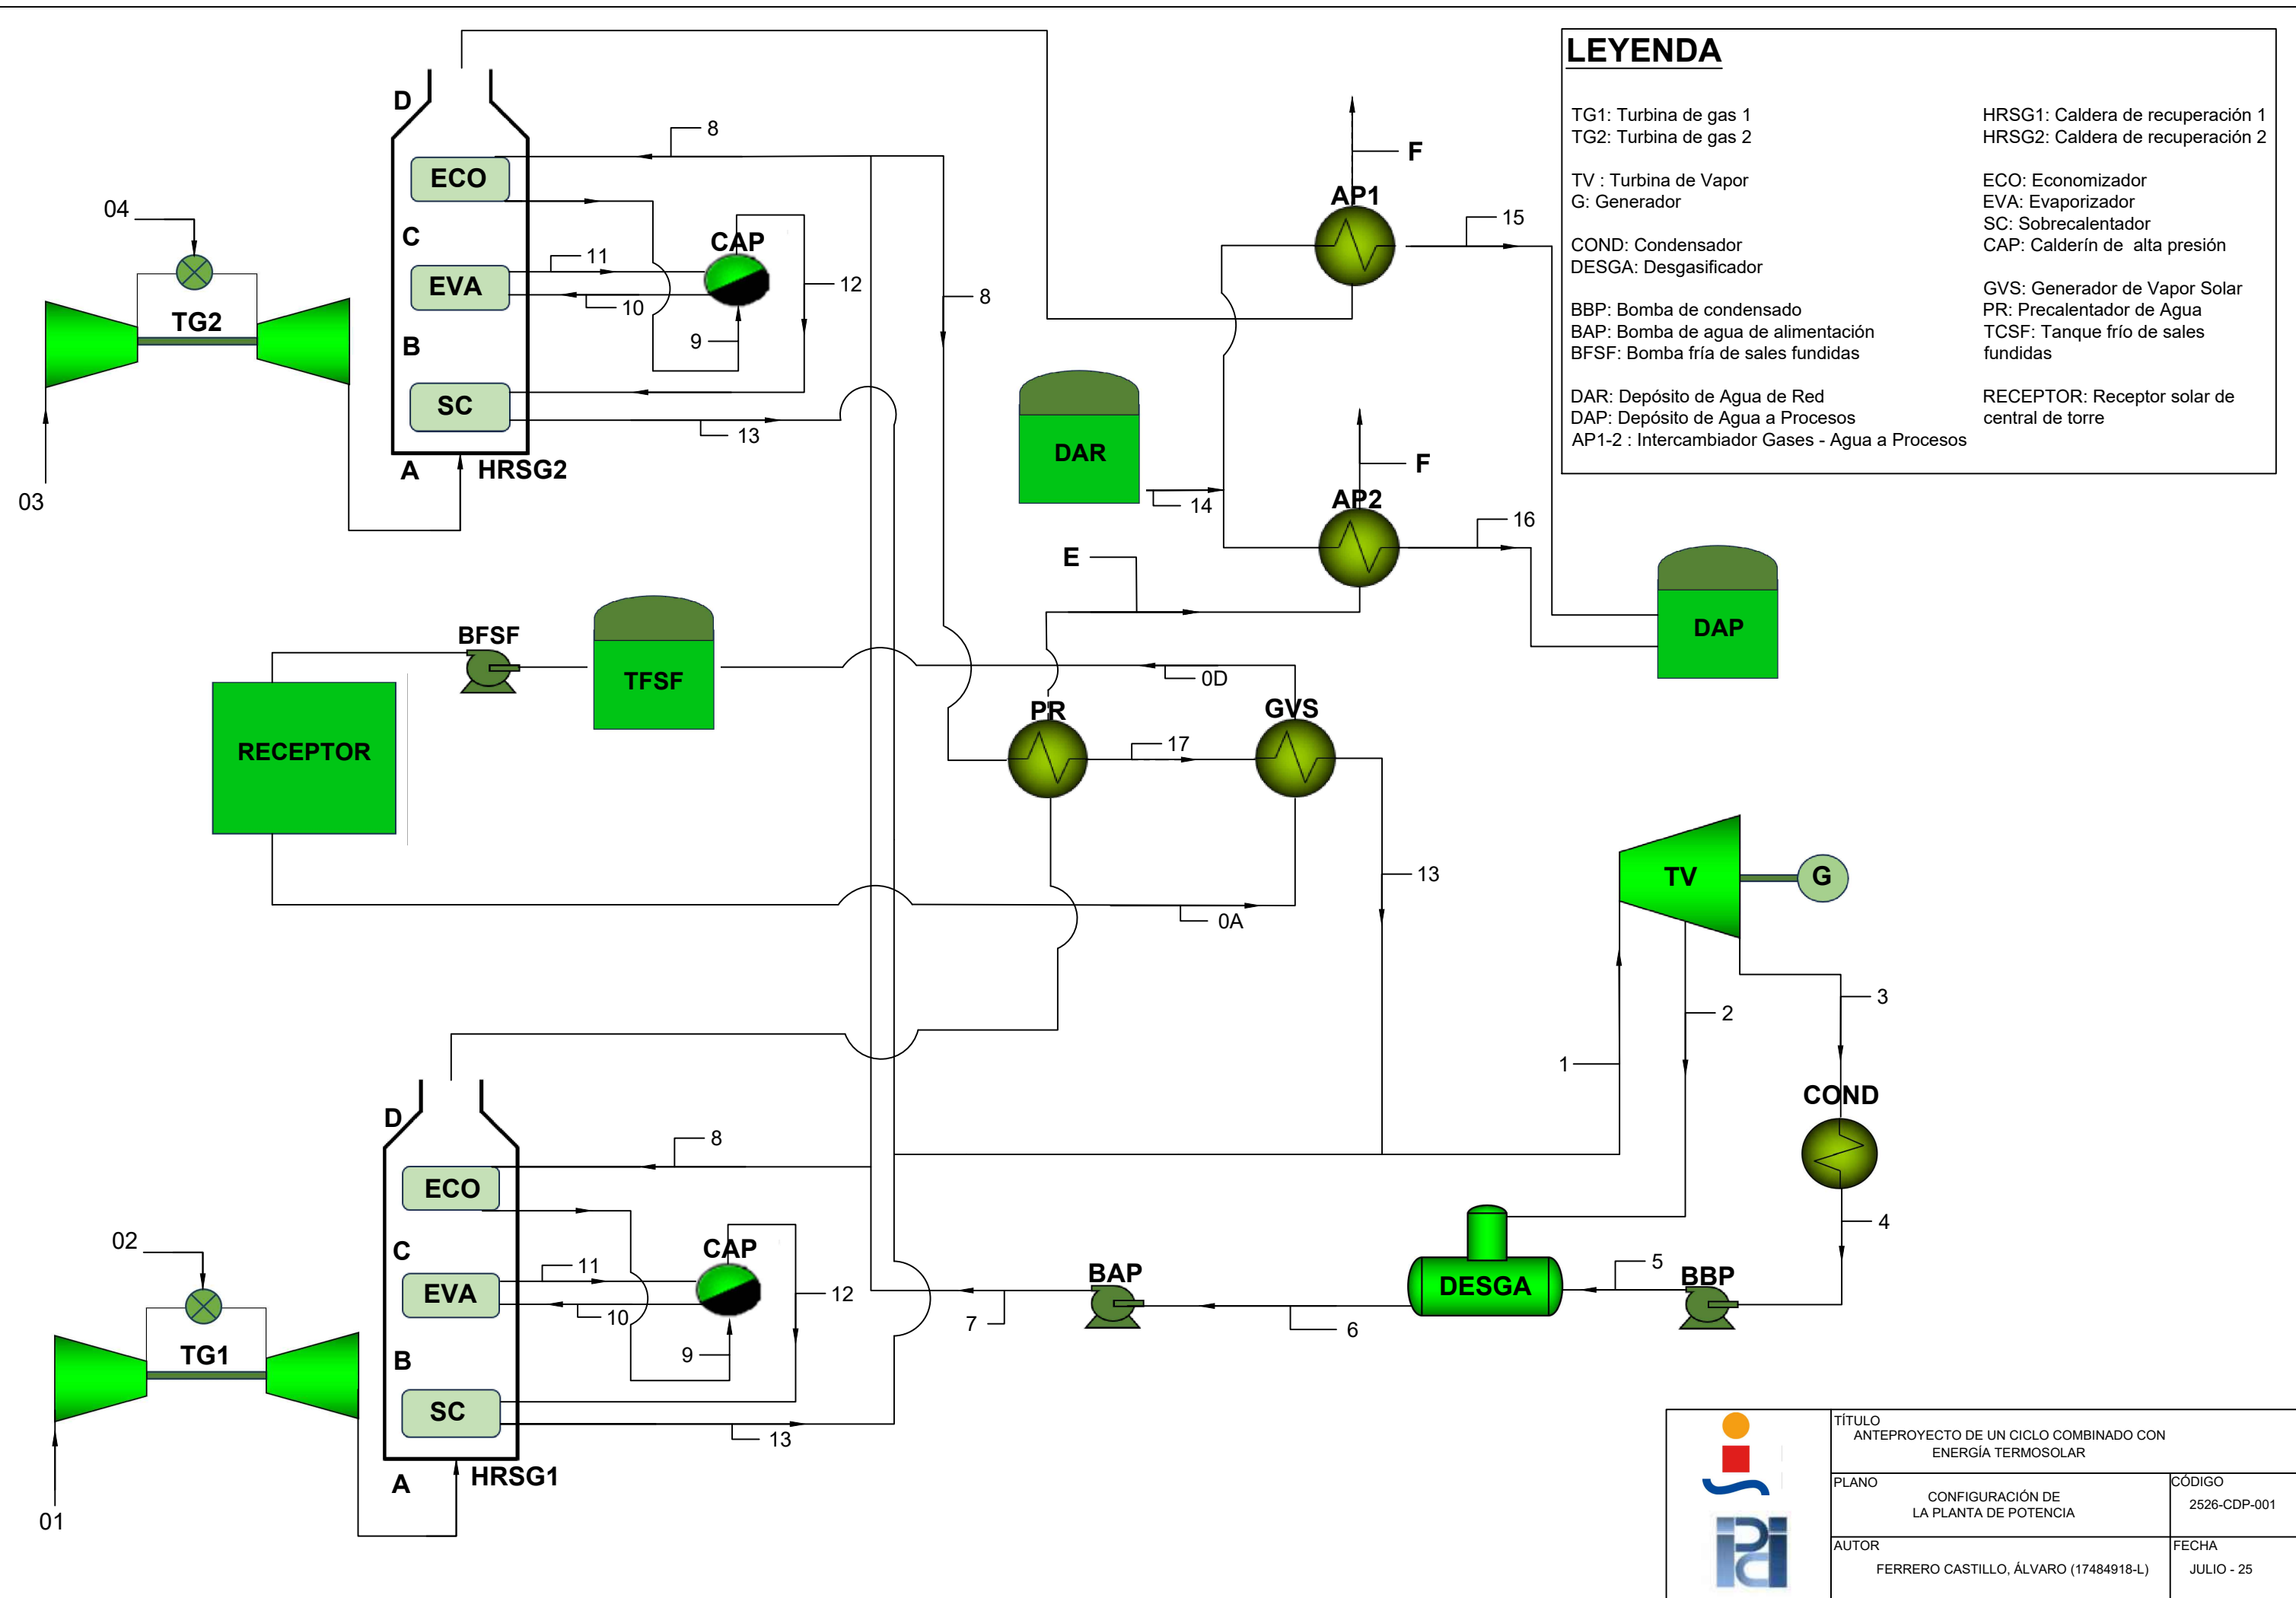 LEYENDA
TG1: Turbina de gas 1
TG2: Turbina de gas 2
TV : Turbina de Vapor
G: Generador
COND: Condensador
DESGA: Desgasificador
BBP: Bomba de condensado
BAP: Bomba de agua de alimentación
BFSF: Bomba fría de sales fundidas
DAR: Depósito de Agua de Red
DAP: Depósito de Agua a Procesos
AP1-2 : Intercambiador Gases - Agua a Procesos
HRSG1: Caldera de recuperación 1
HRSG2: Caldera de recuperación 2
ECO: Economizador
EVA: Evaporizador
SC: Sobrecalentador
CAP: Calderín de alta presión
GVS: Generador de Vapor Solar
PR: Precalentador de Agua
TCSF: Tanque frío de sales
fundidas
RECEPTOR: Receptor solar de
central de torre
D
8
ECO
04
C
CAP
11
EVA
12
10
TG2
B
9
SC
13
A
HRSG2
03
8
F
AP1
15
DAR
14
F
AP2
16
E
DAP
BFSF
TFSF
0D
RECEPTOR
PR
17
GVS
13
0A
TV
G
3
2
1
COND
4
D
8
ECO
02
C
CAP
11
EVA
12
10
TG1
B
9
SC
13
A
HRSG1
01
BAP
7
6
DESGA
5
BBP
TÍTULO
ANTEPROYECTO DE UN CICLO COMBINADO CON
ENERGÍA TERMOSOLAR
PLANO
CONFIGURACIÓN DE
LA PLANTA DE POTENCIA
CÓDIGO
2526-CDP-001
AUTOR
FERRERO CASTILLO, ÁLVARO (17484918-L)
FECHA
JULIO - 25